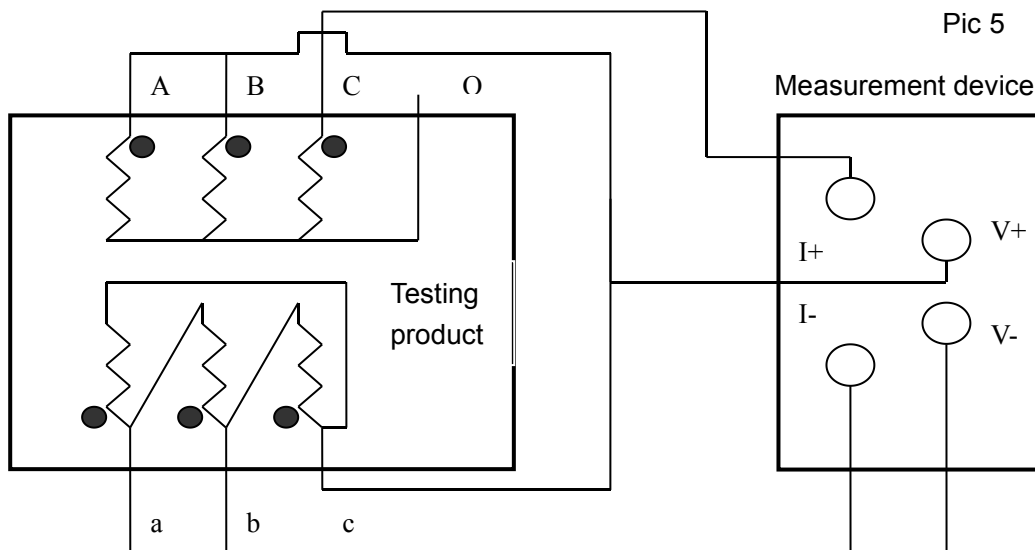 Pic 5
A B C O
Measurement device
I+ V+
I- V-
Testing
product
a b c